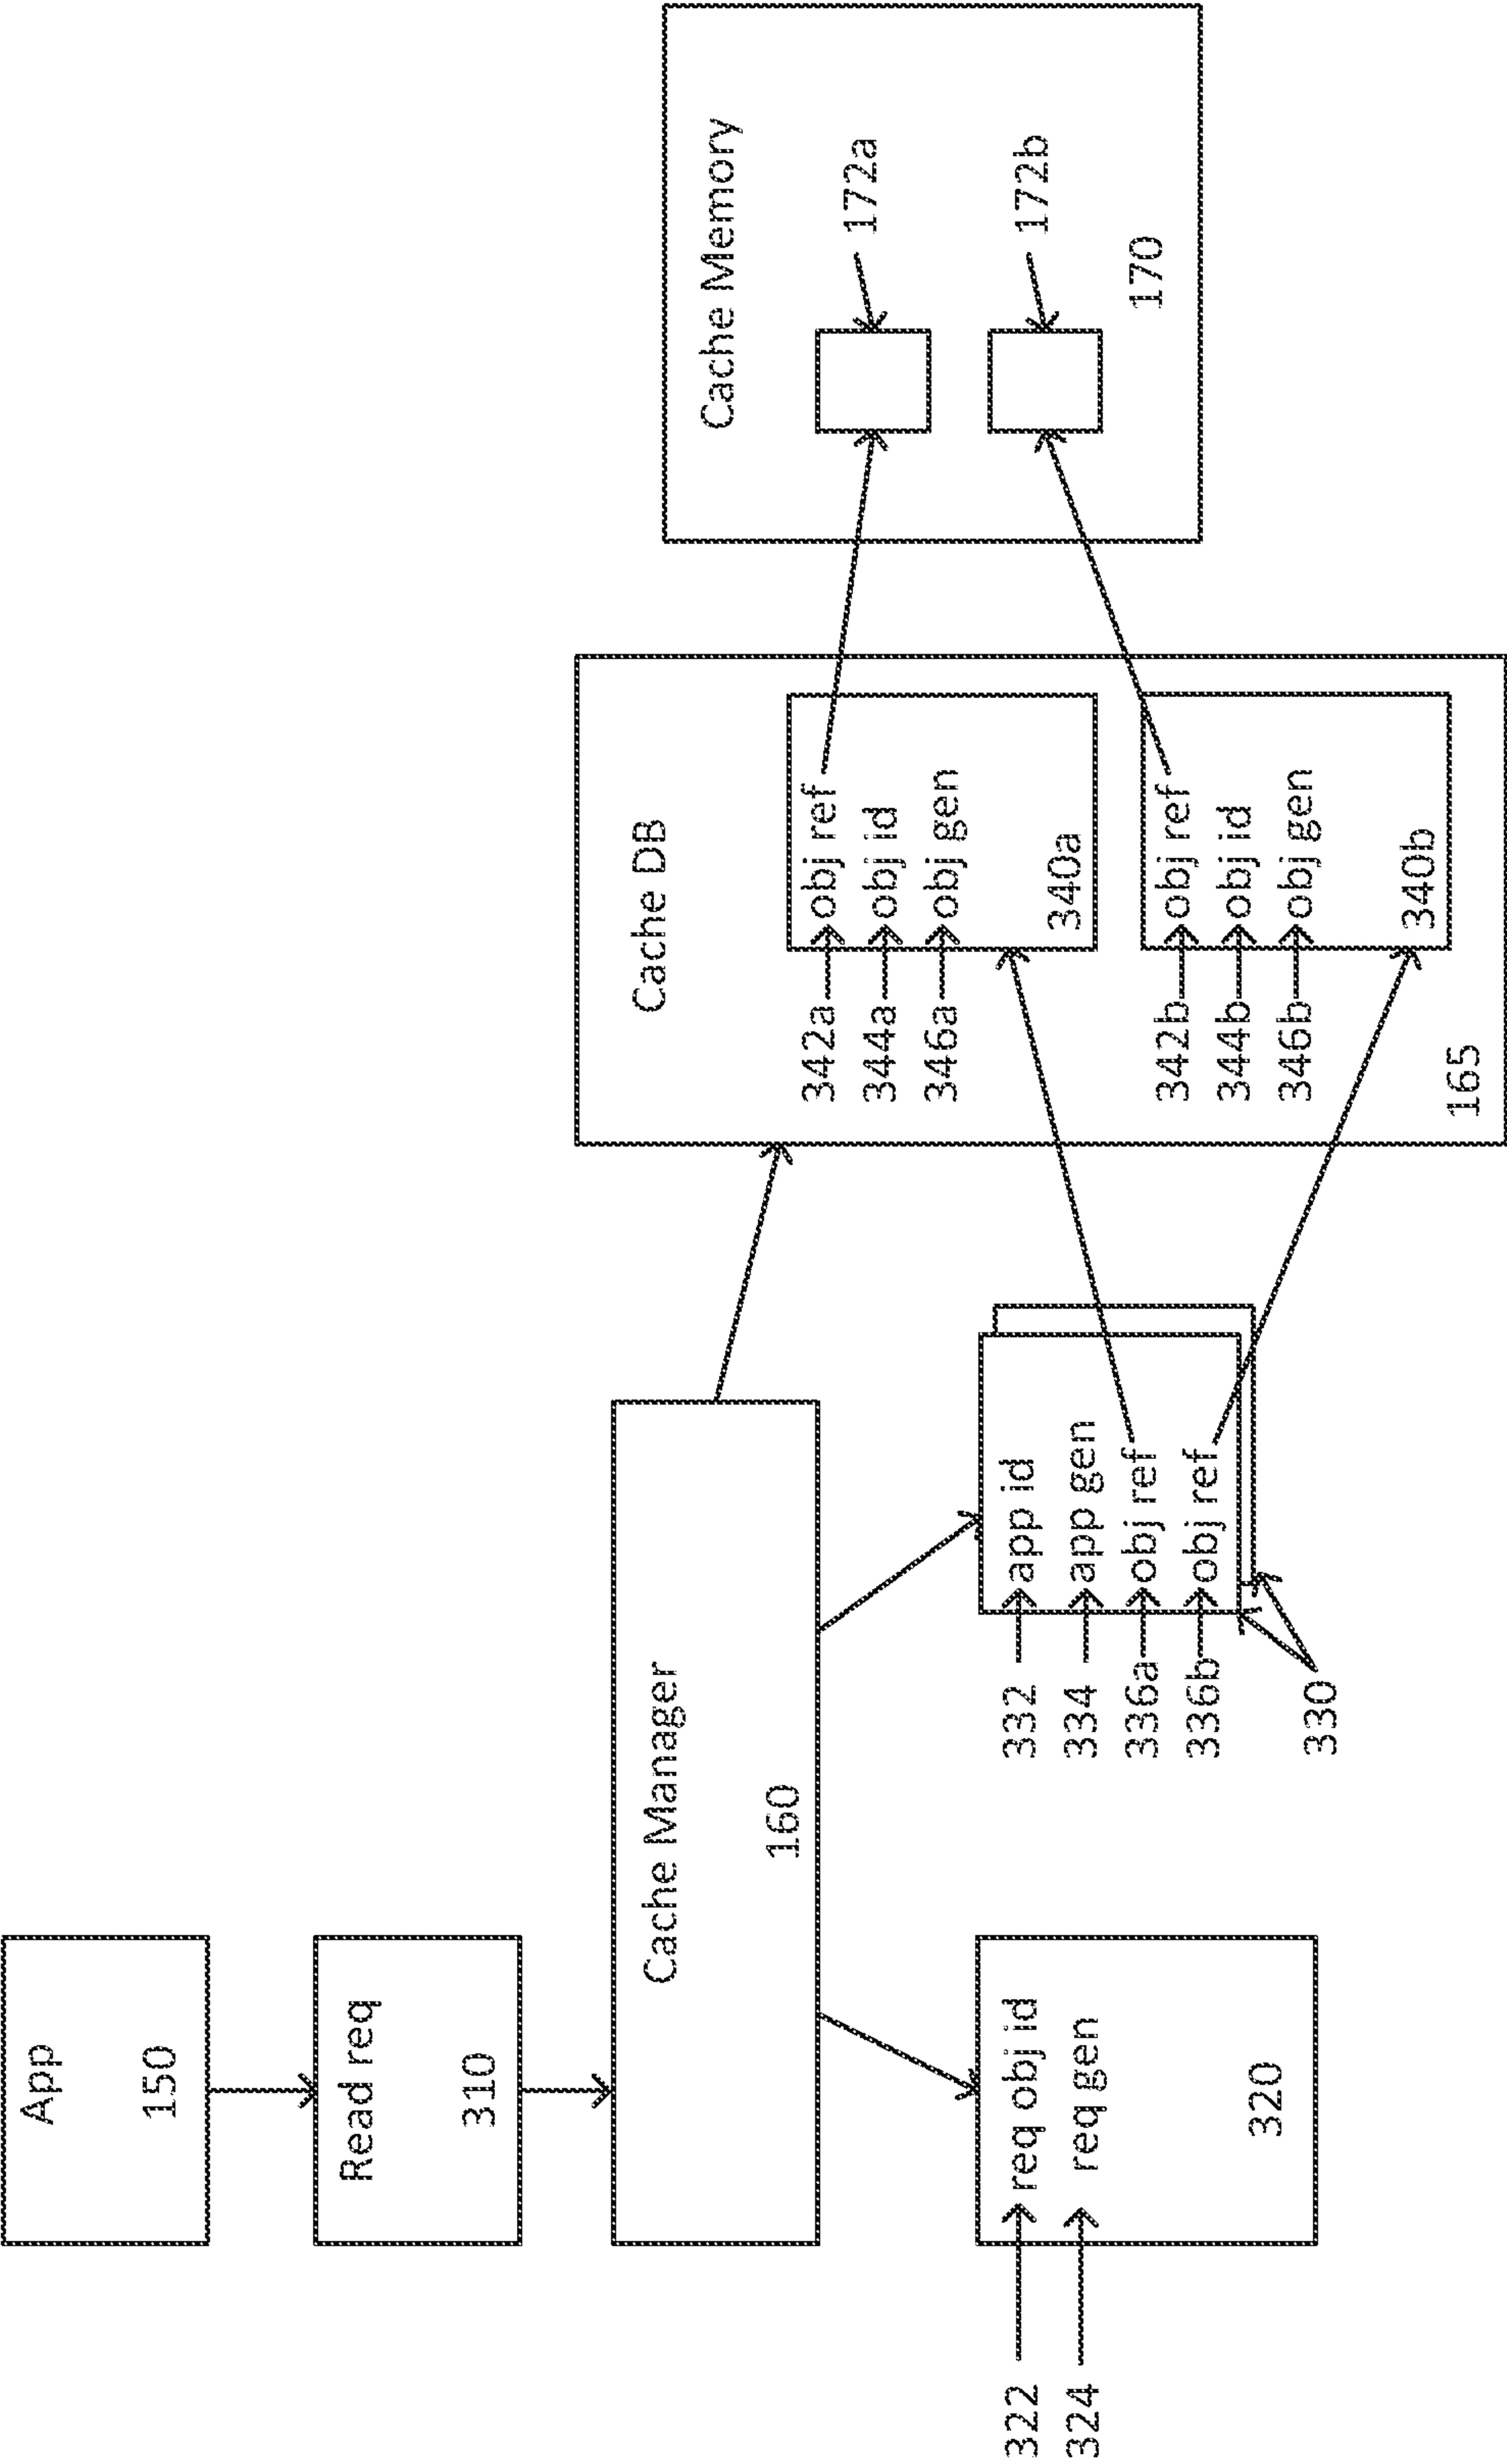 App
150
Read req
310
Cache Manager
160
322
req obj id
324
req gen
320
332
app id
334
app gen
336a
obj ref
336b
obj ref
330
Cache DB
342a
obj ref
344a
obj id
346a
obj gen
340a
342b
obj ref
344b
obj id
346b
obj gen
340b
165
Cache Memory
172a
172b
170